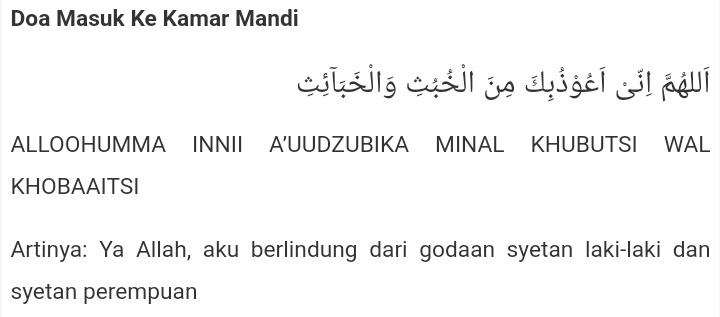 Doa Masuk Ke Kamar Mandi
اَللهُمَّ اِنّىْ اَعُوْذُبِكَ مِنَ الْخُبُثِ وَالْخَبَآئِثِ
ALLOOHUMMA INNII A’UUDZUBIKA MINAL KHUBUTSI WAL
KHOBAAITSI
Artinya: Ya Allah, aku berlindung dari godaan syetan laki-laki dan
syetan perempuan